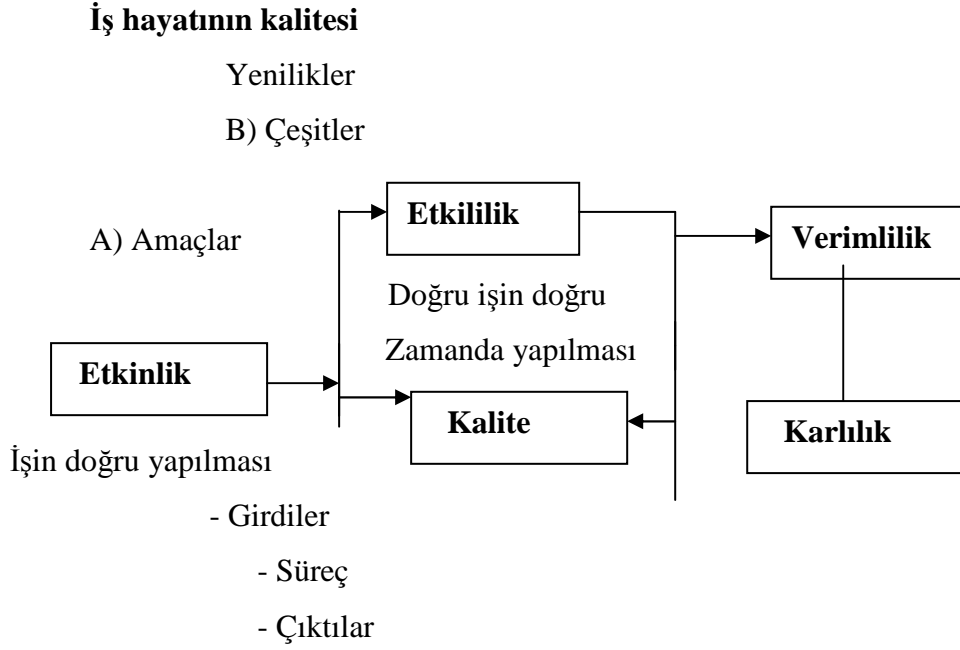 İş hayatının kalitesi
Yenilikler
B) Çeşitler
Etkililik
A) Amaçlar
Verimlilik
Doğru işin doğru
Zamanda yapılması
Etkinlik
Kalite
Karlılık
İşin doğru yapılması
- Girdiler
- Süreç
- Çıktılar